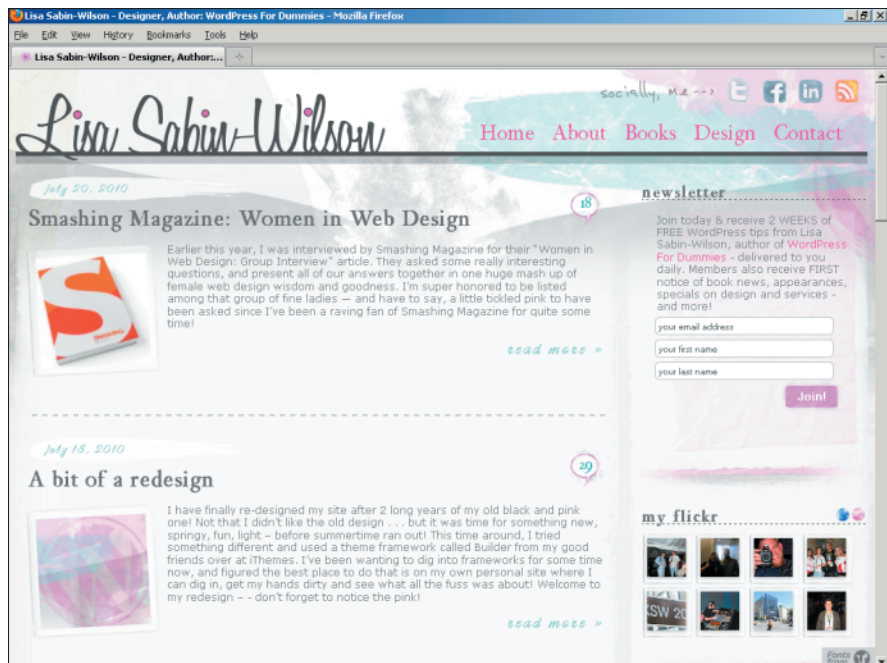 Lisa Sabin-Wilson - Designer, Author: WordPress For Dummies - Mozilla Firefox
File Edit View History Bookmarks Tools Help
Lisa Sabin-Wilson - Designer, Author:...
socially, me -->
Lisa Sabin-Wilson
Home About Books Design Contact
july 20, 2010
18
Smashing Magazine: Women in Web Design
Earlier this year, I was interviewed by Smashing Magazine for their “Women in
Web Design: Group Interview” article. They asked some really interesting
questions, and present all of our answers together in one huge mash up of
female web design wisdom and goodness. I’m super honored to be listed
among that group of fine ladies — and have to say, a little tickled pink to have
been asked since I’ve been a raving fan of Smashing Magazine for quite some
time!
read more »
july 15, 2010
29
A bit of a redesign
I have finally re-designed my site after 2 long years of my old black and pink
one! Not that I didn’t like the old design . . . but it was time for something new,
springy, fun, light – before summertime ran out! This time around, I tried
something different and used a theme framework called Builder from my good
friends over at iThemes. I’ve been wanting to dig into frameworks for some time
now, and figured the best place to do that is on my own personal site where I
can dig in, get my hands dirty and see what all the fuss was about! Welcome to
my redesign – - don’t forget to notice the pink!
read more »
newsletter
Join today & receive 2 WEEKS of
FREE WordPress tips from Lisa
Sabin-Wilson, author of WordPress
For Dummies - delivered to you
daily. Members also receive FIRST
notice of book news, appearances,
specials on design and services -
and more!
your email address
your first name
your last name
Join!
my flickr
Fonts
from